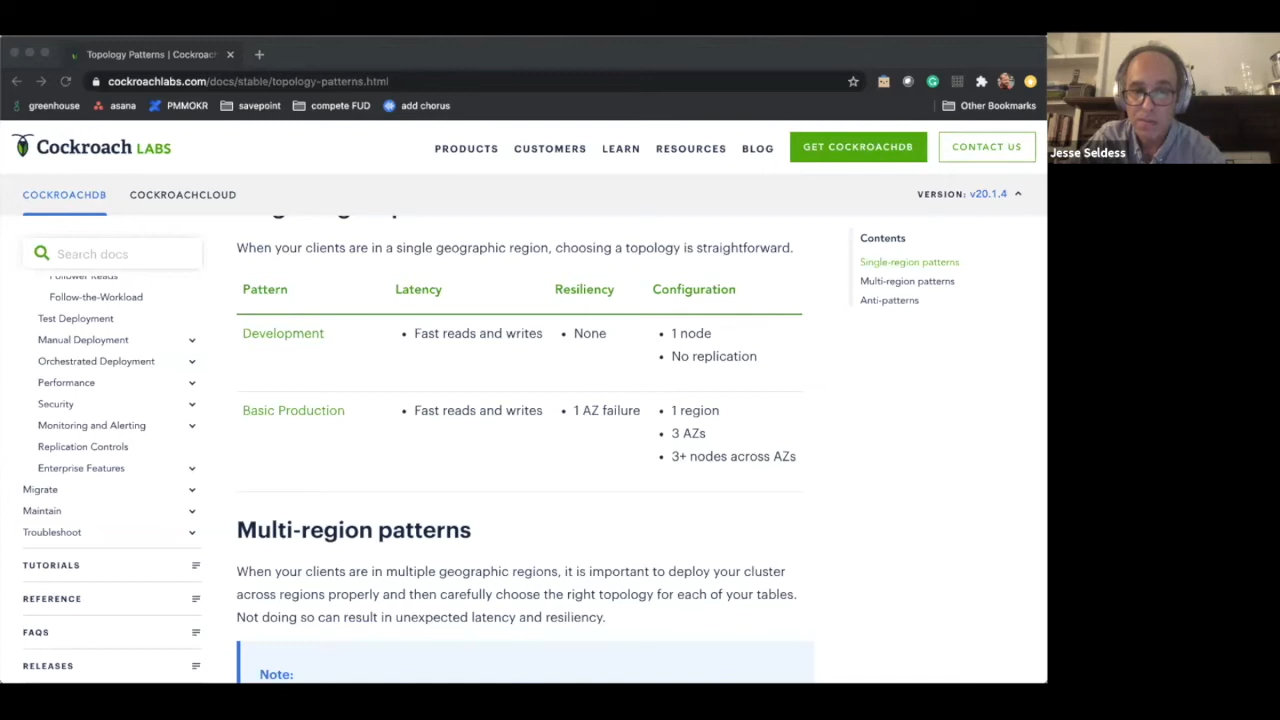 Topology Patterns | Cockroach
cockroachlabs.com/docs/stable/topology-patterns.html
greenhouse asana PMMOKR savepoint compete FUD add chorus Other Bookmarks
Cockroach LABS
PRODUCTS CUSTOMERS LEARN RESOURCES BLOG GET COCKROACHDB CONTACT US
Jesse Seldess
COCKROACHDB COCKROACHCLOUD VERSION: v20.1.4
Search docs
Follower Reads
Follow-the-Workload
Test Deployment
Manual Deployment
Orchestrated Deployment
Performance
Security
Monitoring and Alerting
Replication Controls
Enterprise Features
Migrate
Maintain
Troubleshoot
TUTORIALS
REFERENCE
FAQS
RELEASES
When your clients are in a single geographic region, choosing a topology is straightforward.
Pattern Latency Resiliency Configuration
Development • Fast reads and writes • None • 1 node
• No replication
Basic Production • Fast reads and writes • 1 AZ failure • 1 region
• 3 AZs
• 3+ nodes across AZs
Multi-region patterns
When your clients are in multiple geographic regions, it is important to deploy your cluster
across regions properly and then carefully choose the right topology for each of your tables.
Not doing so can result in unexpected latency and resiliency.
Note:
Contents
Single-region patterns
Multi-region patterns
Anti-patterns